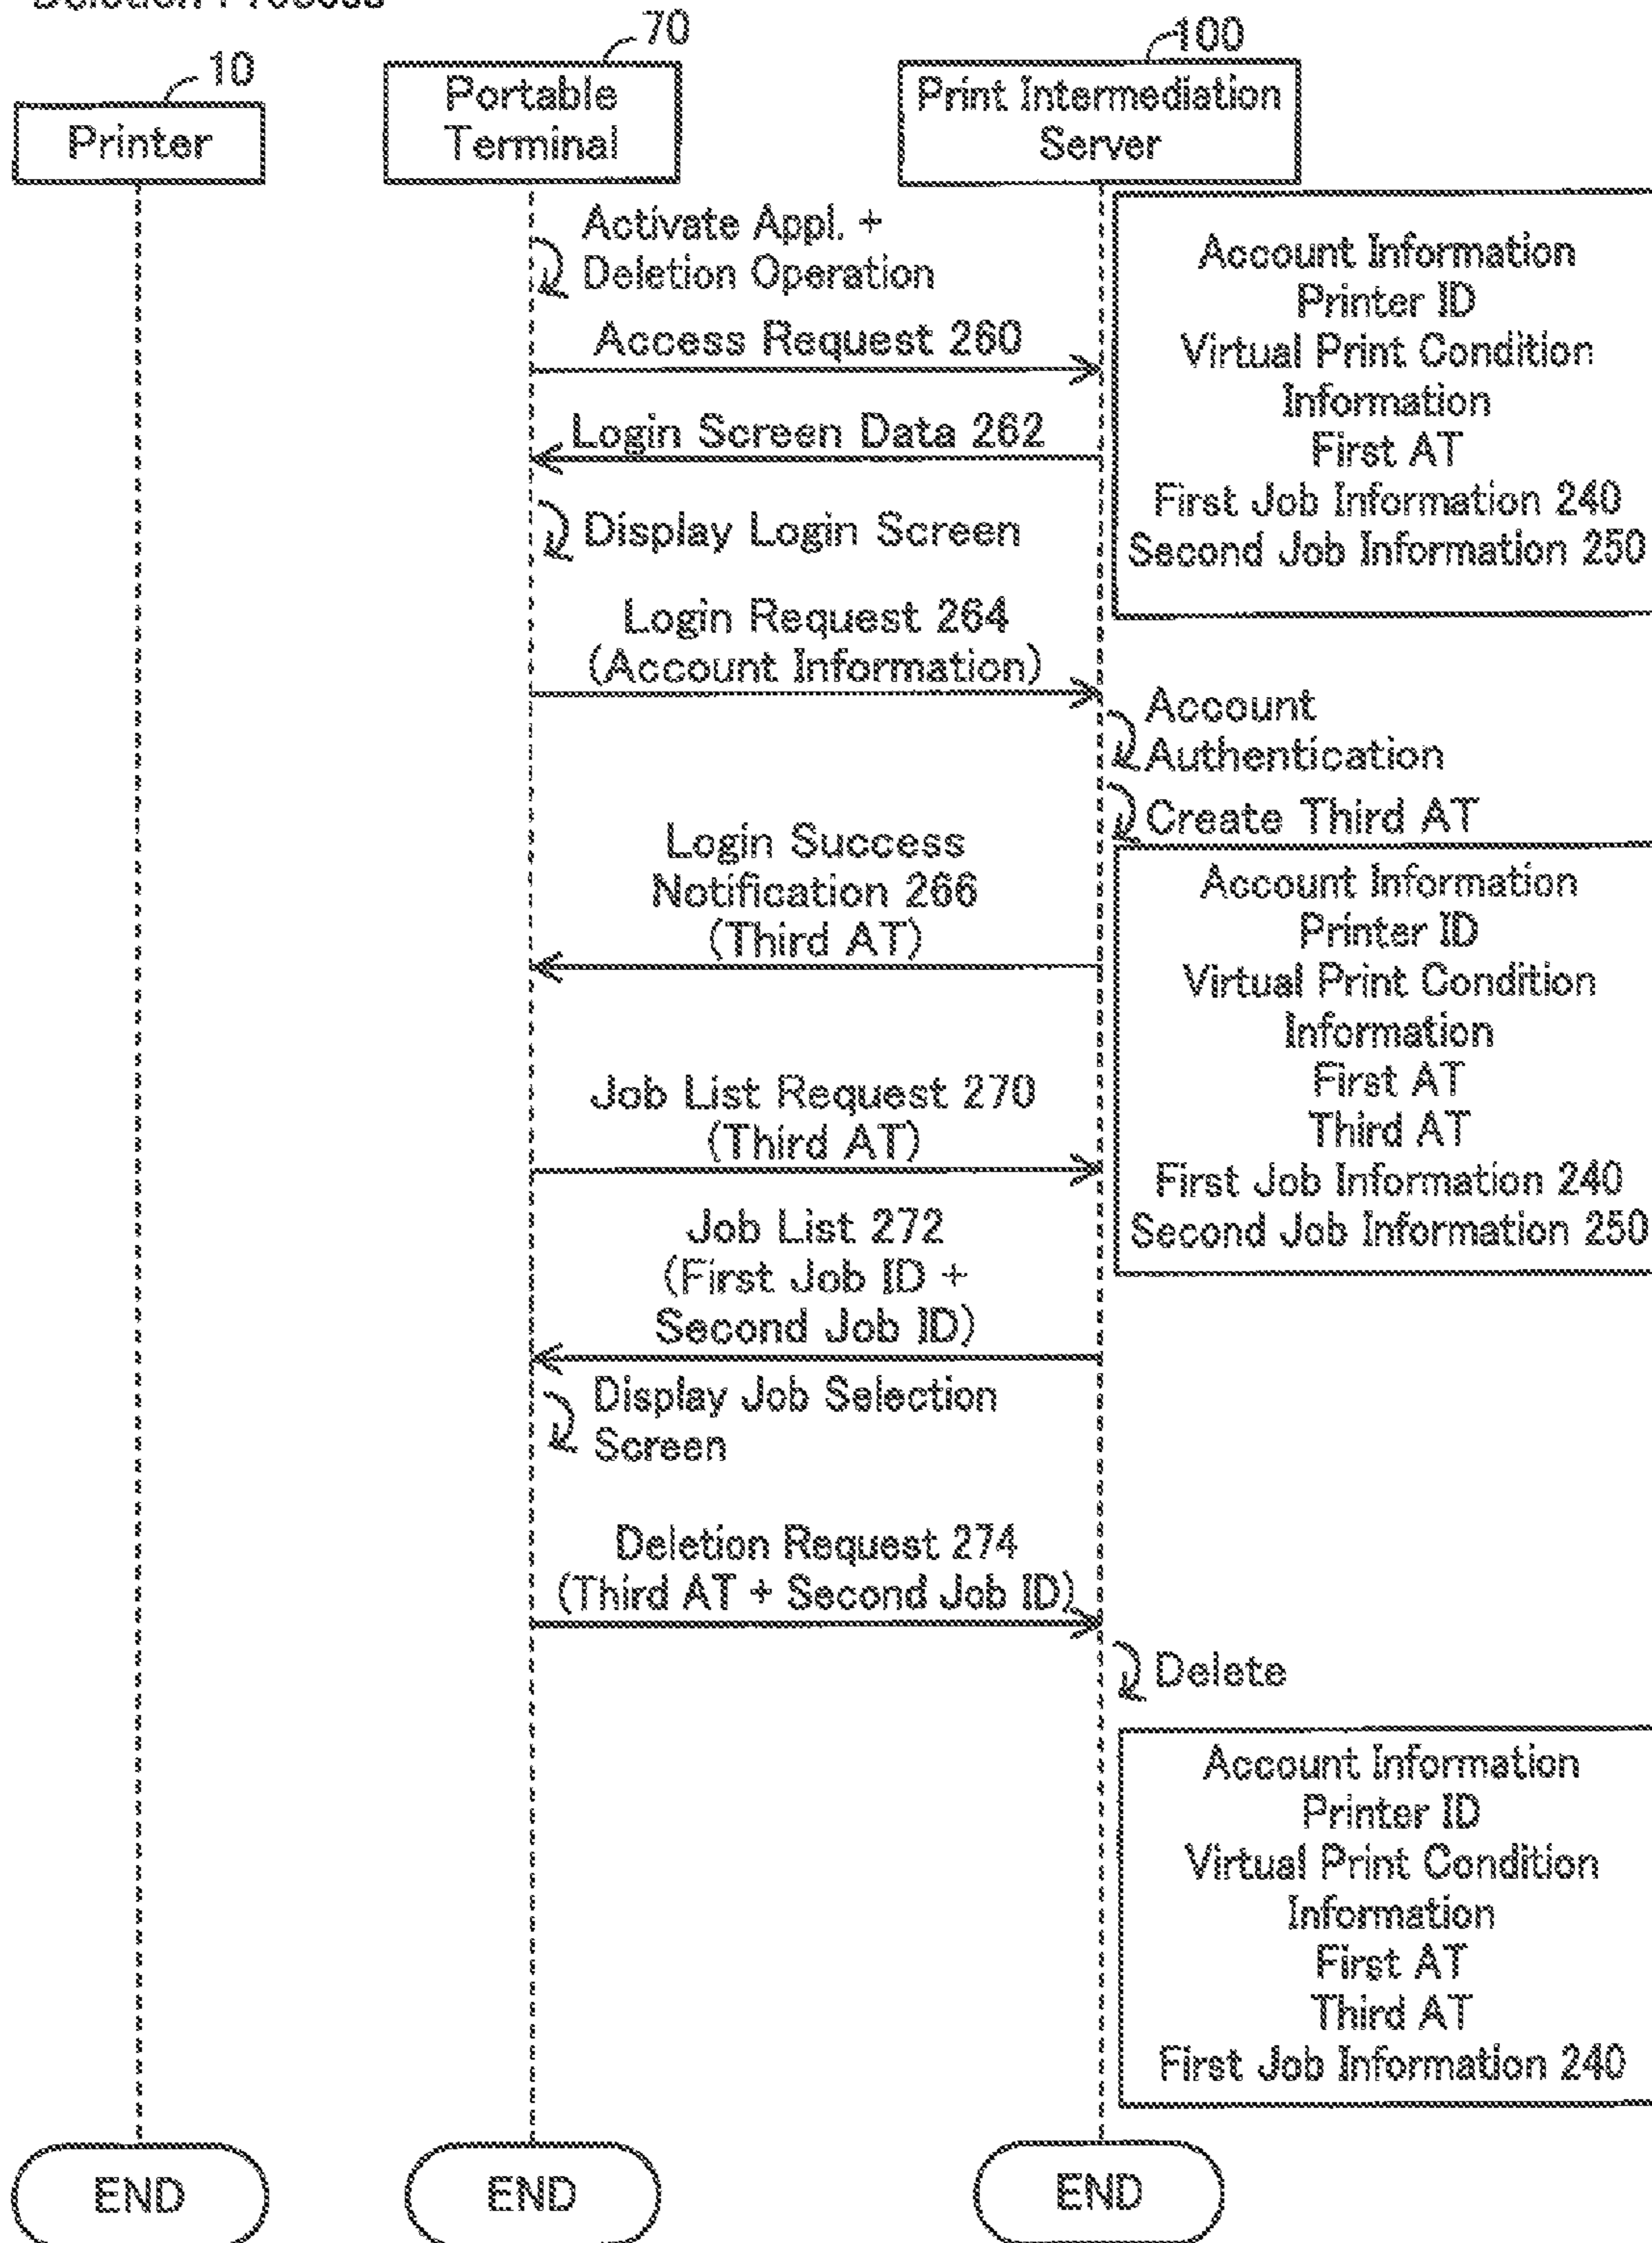 Deletion Process
10
70
100
Printer
Portable
Terminal
Print Intermediation
Server
Activate Appl. +
Deletion Operation
Account Information
Printer ID
Virtual Print Condition
Information
First AT
First Job Information 240
Second Job Information 250
Access Request 260
Login Screen Data 262
Display Login Screen
Login Request 264
(Account Information)
Account
Authentication
Create Third AT
Login Success
Notification 266
(Third AT)
Account Information
Printer ID
Virtual Print Condition
Information
First AT
Third AT
First Job Information 240
Second Job Information 250
Job List Request 270
(Third AT)
Job List 272
(First Job ID +
Second Job ID)
Display Job Selection
Screen
Deletion Request 274
(Third AT + Second Job ID)
Delete
Account Information
Printer ID
Virtual Print Condition
Information
First AT
Third AT
First Job Information 240
END
END
END